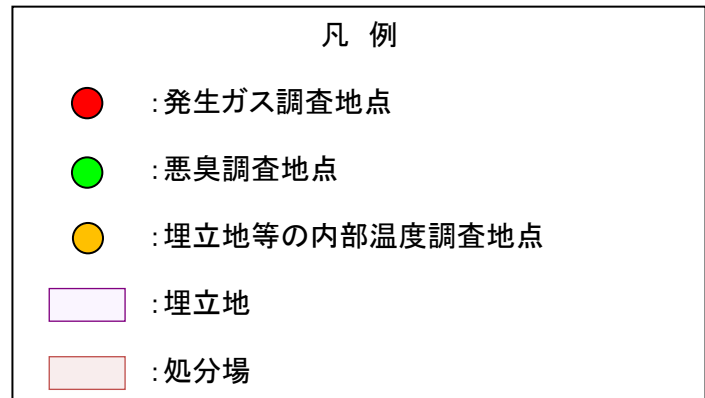 凡 例
：発生ガス調査地点
：悪臭調査地点
：埋立地等の内部温度調査地点
：埋立地
：処分場